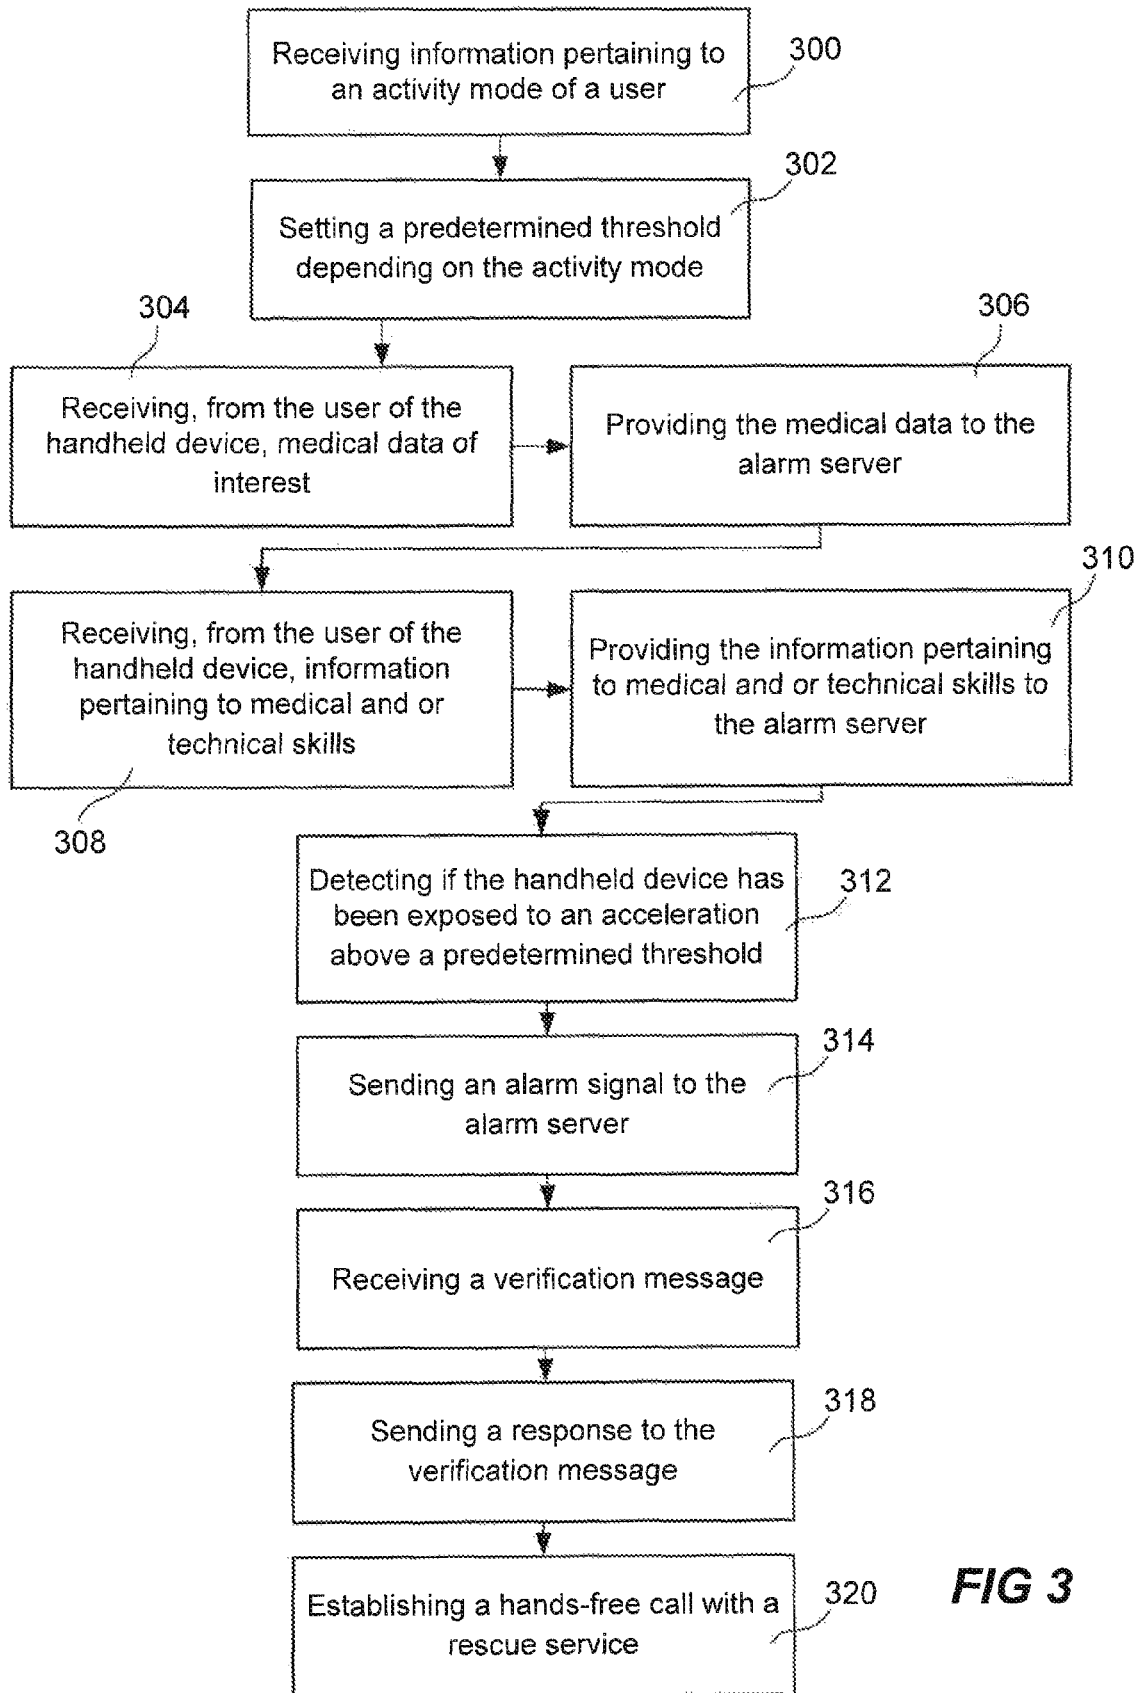 Receiving information pertaining to
an activity mode of a user
300
302
Setting a predetermined threshold
depending on the activity mode
304
306
Receiving, from the user of the
handheld device, medical data of
interest
Providing the medical data to the
alarm server
310
Receiving, from the user of the
handheld device, information
pertaining to medical and or
technical skills
Providing the information pertaining
to medical and or technical skills to
the alarm server
308
Detecting if the handheld device has
been exposed to an acceleration
above a predetermined threshold
312
314
Sending an alarm signal to the
alarm server
316
Receiving a verification message
318
Sending a response to the
verification message
Establishing a hands-free call with a
rescue service
320
FIG 3